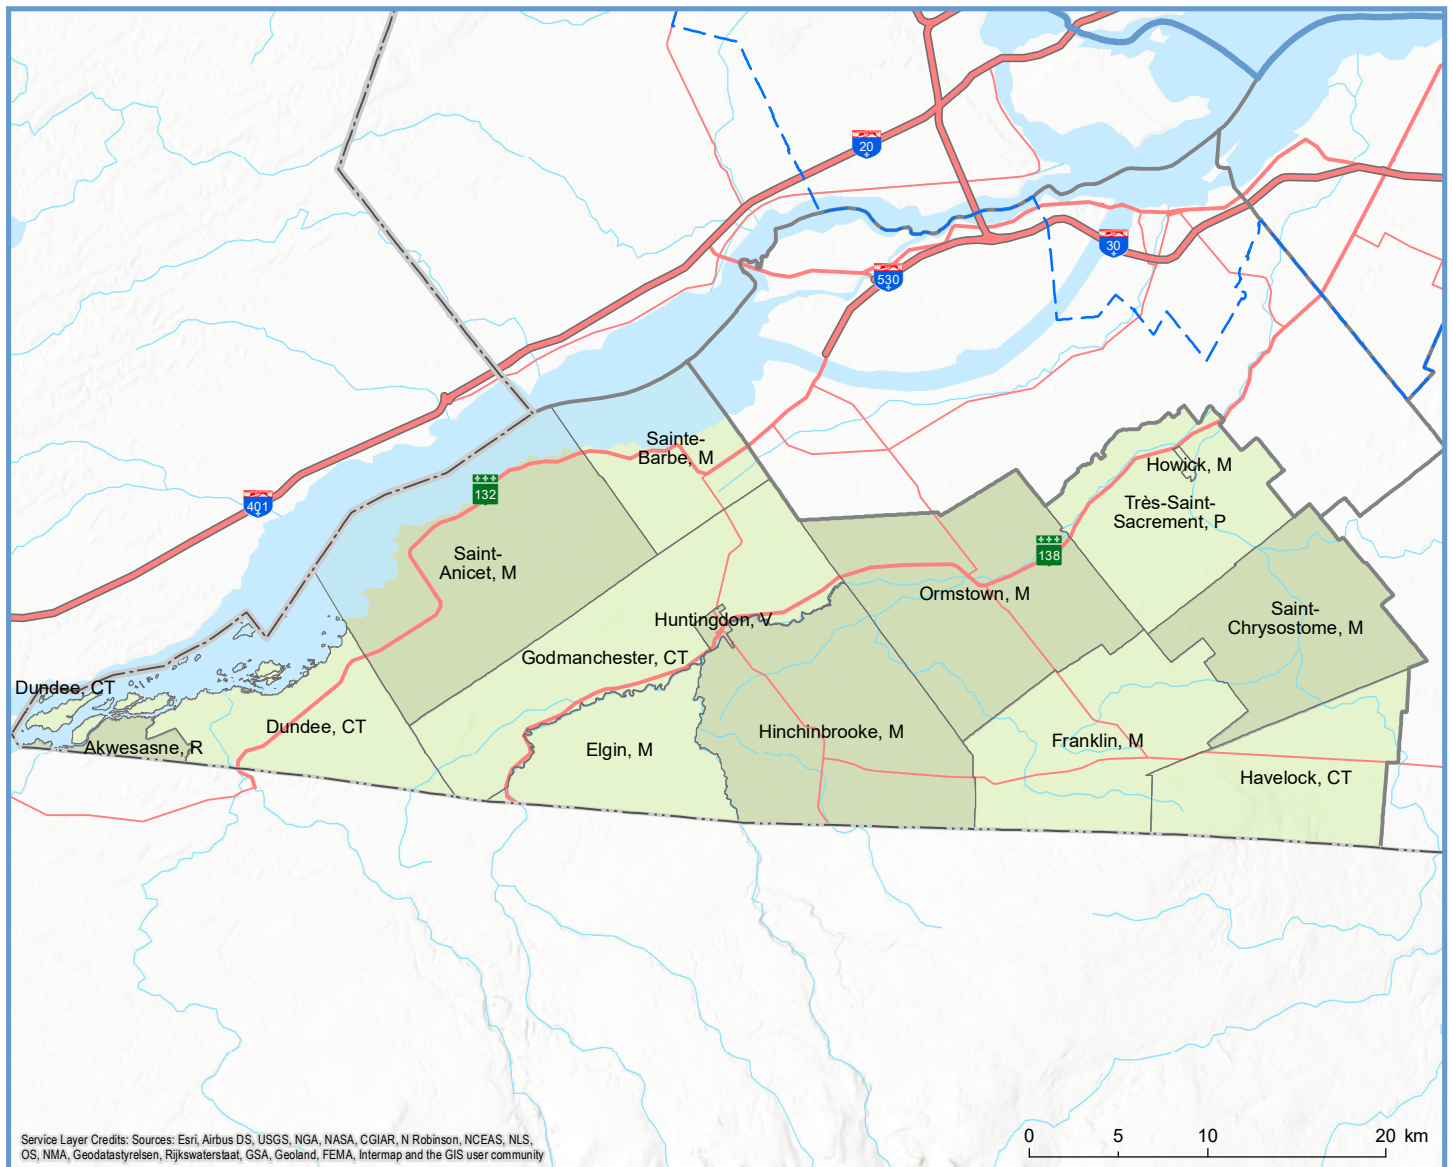 20
30
530
Sainte-
Barbe, M
Howick, M
132
401
Très-Saint-
Sacrement, P
138
Saint-
Anicet, M
Ormstown, M
Saint-
Chrysostome, M
Huntingdon, V
Godmanchester, CT
Dundee, CT
Dundee, CT
Hinchinbrooke, M
Franklin, M
Akwesasne, R
Elgin, M
Havelock, CT
Service Layer Credits: Sources: Esri, Airbus DS, USGS, NGA, NASA, CGIAR, N Robinson, NCEAS, NLS,
OS, NMA, Geodatastyrelsen, Rijkswaterstaat, GSA, Geoland, FEMA, Intermap and the GIS user community
0 5 10 20 km